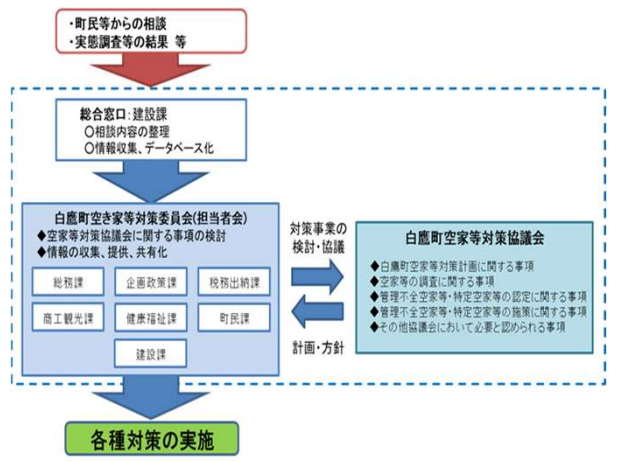 ・町民等からの相談
・実態調査等の結果 等
総合窓口：建設課
〇相談内容の整理
〇情報収集、データベース化
白鷹町空き家等対策委員会(担当者会)
◆空家等対策協議会に関する事項の検討
◆情報の収集、提供、共有化
総務課
企画政策課
税務出納課
商工観光課
健康福祉課
町民課
建設課
対策事業の
検討・協議
計画・方針
白鷹町空家等対策協議会
◆白鷹町空家等対策計画に関する事項
◆空家等の調査に関する事項
◆管理不全空家等・特定空家等の認定に関する事項
◆管理不全空家等・特定空家等の施策に関する事項
◆その他協議会において必要と認められる事項
各種対策の実施